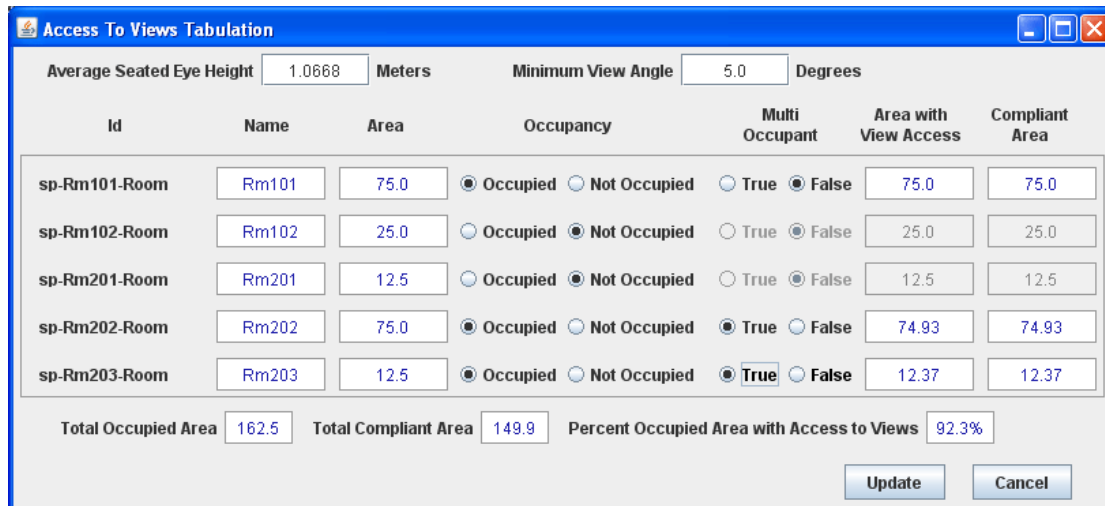 Access To Views Tabulation
Average Seated Eye Height 1.0668 Meters Minimum View Angle 5.0 Degrees
Id Name Area Occupancy Multi Occupant Area with View Access Compliant Area
sp-Rm101-Room Rm101 75.0 Occupied Not Occupied True False 75.0 75.0
sp-Rm102-Room Rm102 25.0 Occupied Not Occupied True False 25.0 25.0
sp-Rm201-Room Rm201 12.5 Occupied Not Occupied True False 12.5 12.5
sp-Rm202-Room Rm202 75.0 Occupied Not Occupied True False 74.93 74.93
sp-Rm203-Room Rm203 12.5 Occupied Not Occupied True False 12.37 12.37
Total Occupied Area 162.5 Total Compliant Area 149.9 Percent Occupied Area with Access to Views 92.3%
Update Cancel